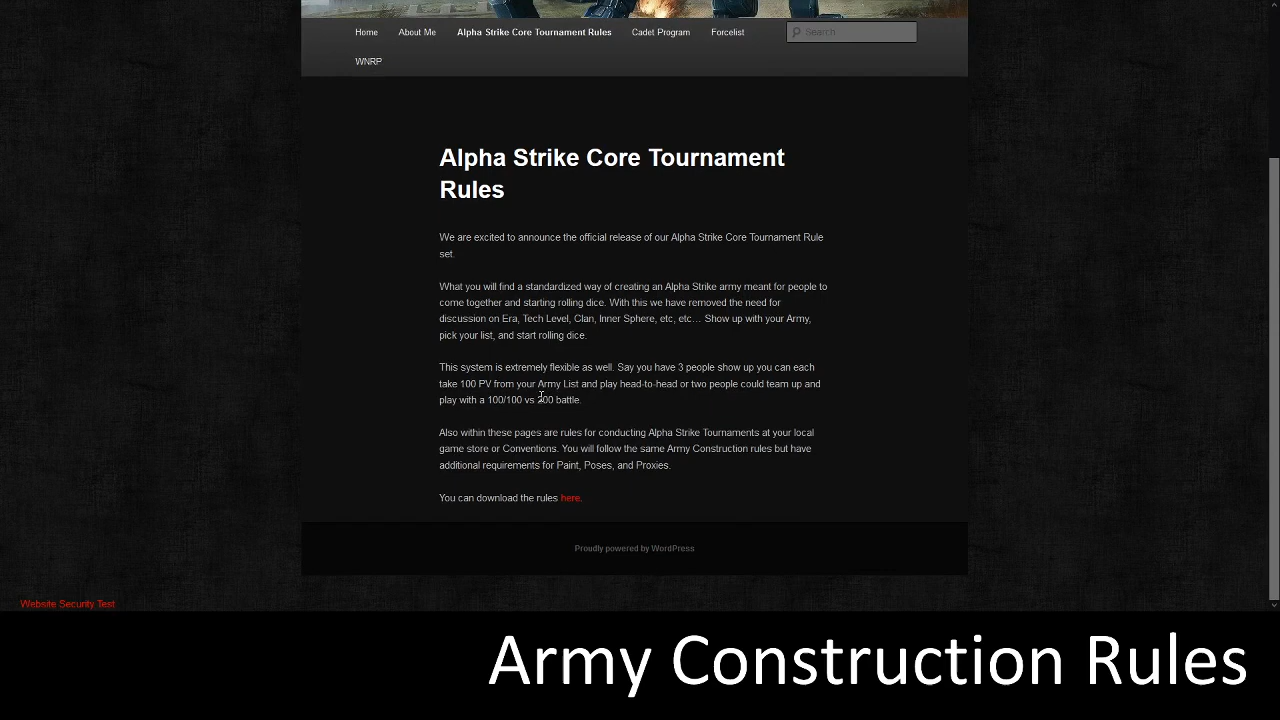 Home About Me Alpha Strike Core Tournament Rules Cadet Program Forcelist Search
WNRP
Alpha Strike Core Tournament
Rules
We are excited to announce the official release of our Alpha Strike Core Tournament Rule
set.
What you will find a standardized way of creating an Alpha Strike army meant for people to
come together and starting rolling dice. With this we have removed the need for
discussion on Era, Tech Level, Clan, Inner Sphere, etc, etc… Show up with your Army,
pick your list, and start rolling dice.
This system is extremely flexible as well. Say you have 3 people show up you can each
take 100 PV from your Army List and play head-to-head or two people could team up and
play with a 100/100 vs 200 battle.
Also within these pages are rules for conducting Alpha Strike Tournaments at your local
game store or Conventions. You will follow the same Army Construction rules but have
additional requirements for Paint, Poses, and Proxies.
You can download the rules here.
Proudly powered by WordPress
Website Security Test
Army Construction Rules